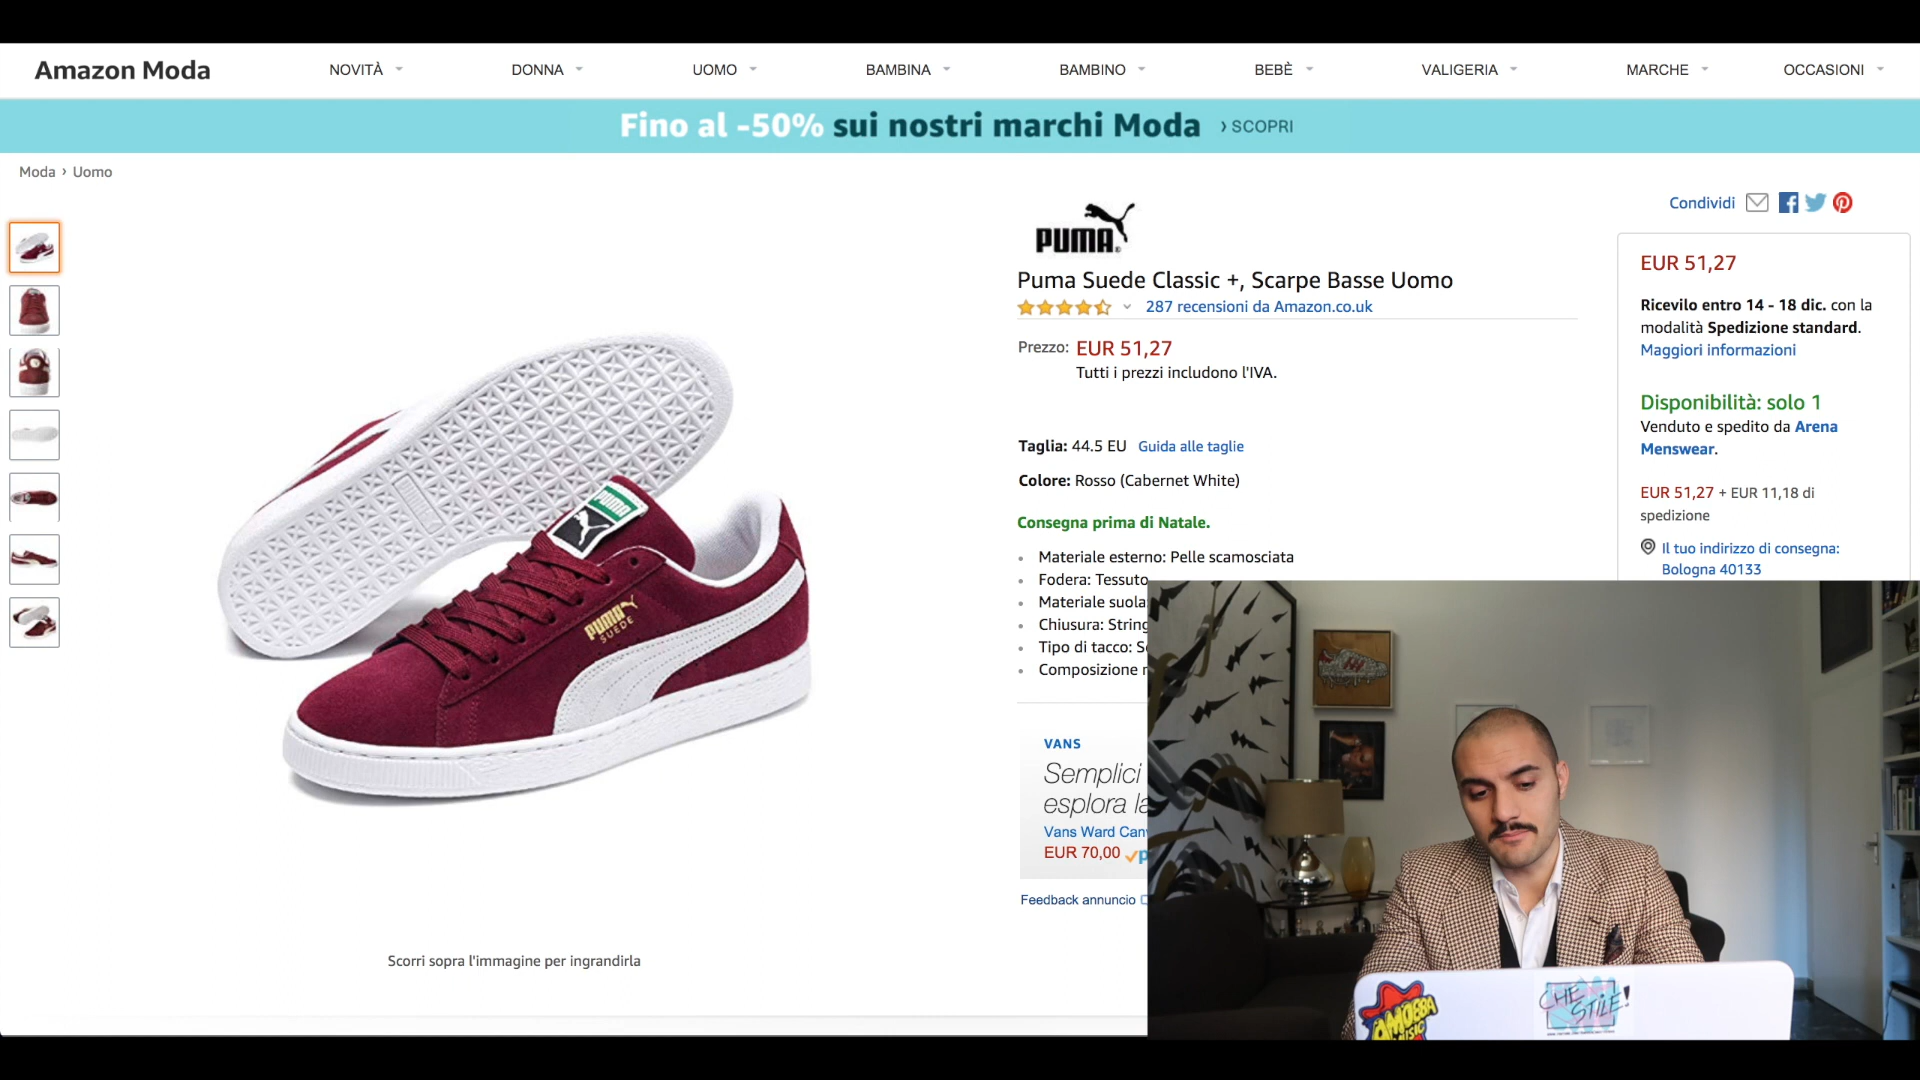 Amazon Moda
NOVITÀ
DONNA
UOMO
BAMBINA
BAMBINO
BEBÈ
VALIGERIA
MARCHE
OCCASIONI
Fino al -50% sui nostri marchi Moda › SCOPRI
Moda › Uomo
Condividi
PUMA
Puma Suede Classic +, Scarpe Basse Uomo
287 recensioni da Amazon.co.uk
Prezzo: EUR 51,27
Tutti i prezzi includono l'IVA.
Taglia: 44.5 EU Guida alle taglie
Colore: Rosso (Cabernet White)
Consegna prima di Natale.
Materiale esterno: Pelle scamosciata
Fodera: Tessuto
Materiale suola
Chiusura: String
Tipo di tacco: S
Composizione
EUR 51,27
Ricevilo entro 14 - 18 dic. con la
modalità Spedizione standard.
Maggiori informazioni
Disponibilità: solo 1
Venduto e spedito da Arena
Menswear.
EUR 51,27 + EUR 11,18 di
spedizione
Il tuo indirizzo di consegna:
Bologna 40133
PUMA
PUMA
SUEDE
VANS
Semplici
esplora la
Vans Ward Canv
EUR 70,00
Feedback annuncio
Scorri sopra l'immagine per ingrandirla
AMOEBA
MUSIC
CHE
STILE!